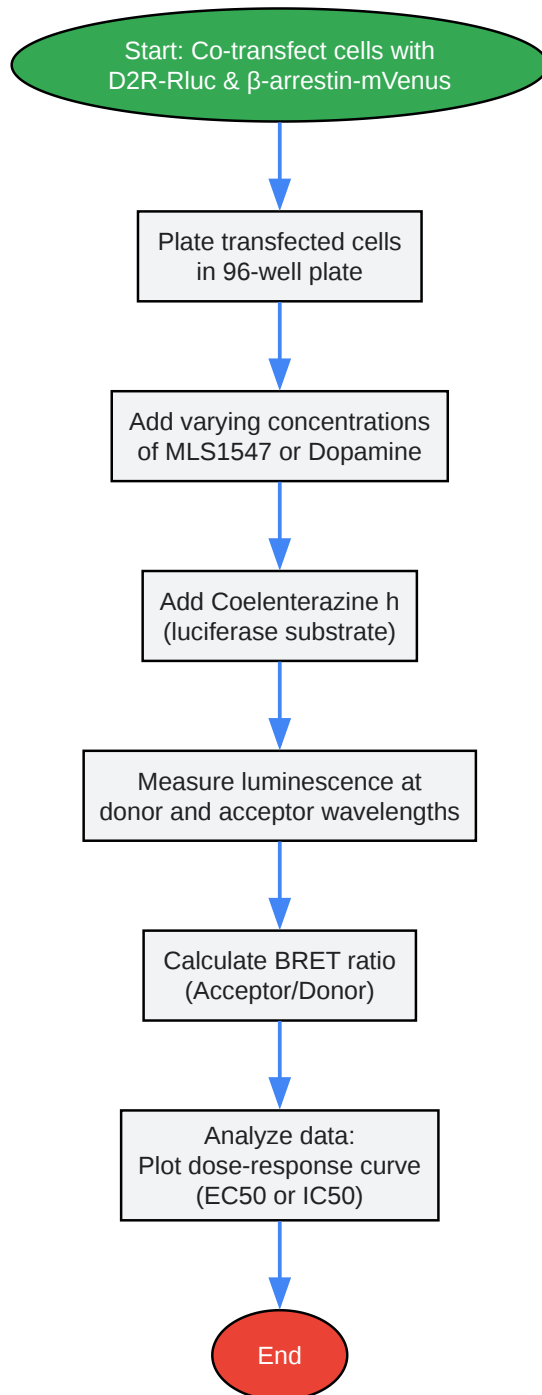 Start: Co-transfect cells with
D2R-Rluc & β-arrestin-mVenus
Plate transfected cells
in 96-well plate
Add varying concentrations
of MLS1547 or Dopamine
Add Coelenterazine h
(luciferase substrate)
Measure luminescence at
donor and acceptor wavelengths
Calculate BRET ratio
(Acceptor/Donor)
Analyze data:
Plot dose-response curve
(EC50 or IC50)
End